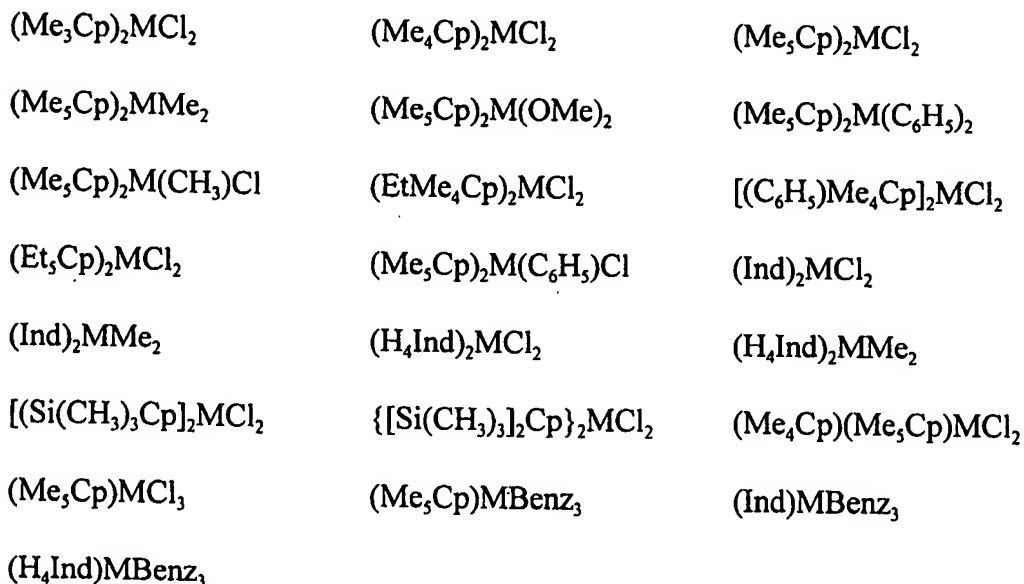 (Me₃Cp)₂MCl₂ (Me₄Cp)₂MCl₂ (Me₅Cp)₂MCl₂
(Me₅Cp)₂MMe₂ (Me₅Cp)₂M(OMe)₂ (Me₅Cp)₂M(C₆H₅)₂
(Me₅Cp)₂M(CH₃)Cl (EtMe₄Cp)₂MCl₂ [(C₆H₅)Me₄Cp]₂MCl₂
(Et₅Cp)₂MCl₂ (Me₅Cp)₂M(C₆H₅)Cl (Ind)₂MCl₂
(Ind)₂MMe₂ (H₄Ind)₂MCl₂ (H₄Ind)₂MMe₂
[(Si(CH₃)₃Cp]₂MCl₂ {[Si(CH₃)₃]₂Cp}₂MCl₂ (Me₄Cp)(Me₅Cp)MCl₂
(Me₅Cp)MCl₃ (Me₅Cp)MBenz₃ (Ind)MBenz₃
(H₄Ind)MBenz₃